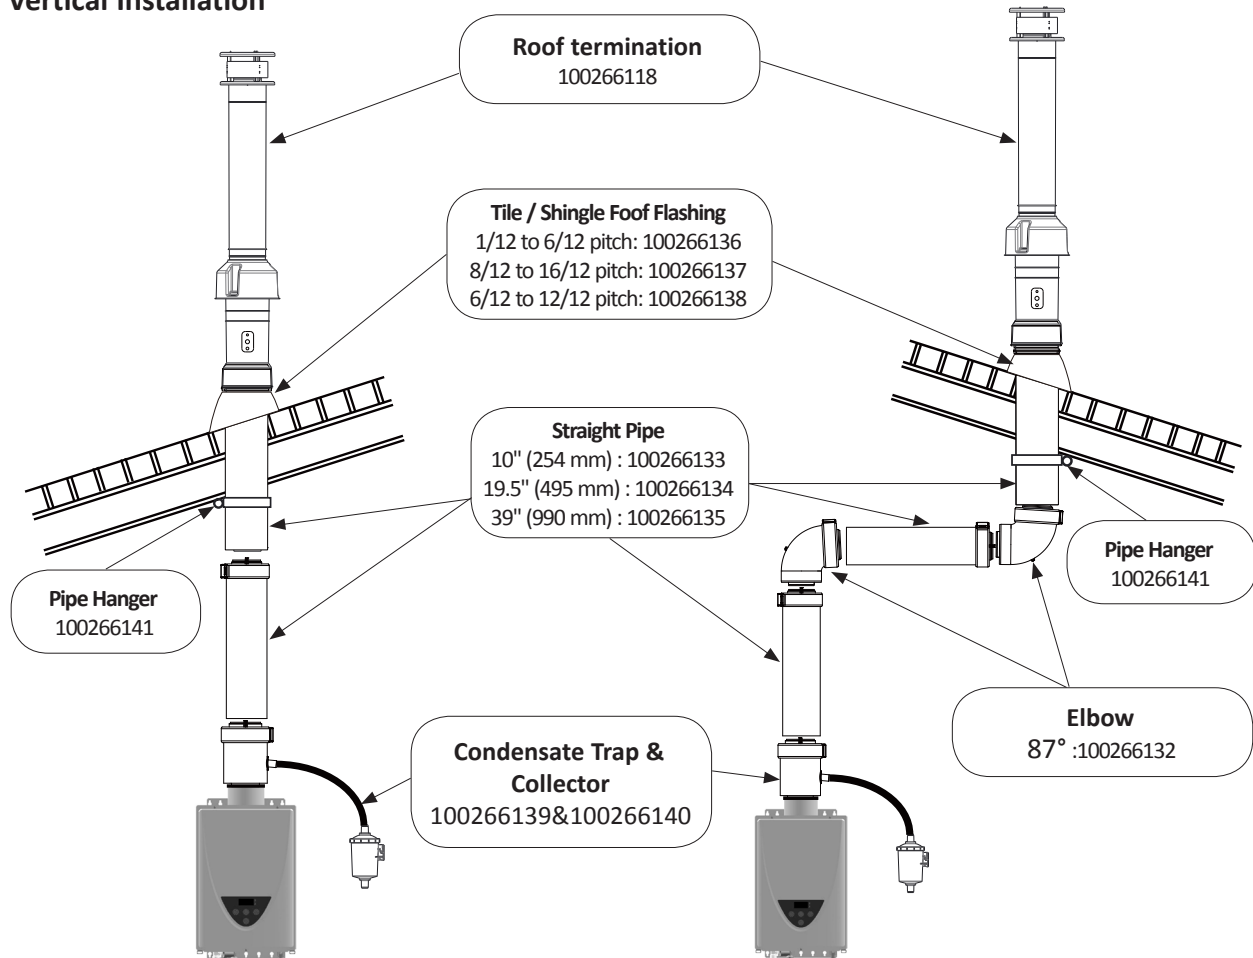 Vertical Installation
Roof termination
100266118
Tile / Shingle Foof Flashing
1/12 to 6/12 pitch: 100266136
8/12 to 16/12 pitch: 100266137
6/12 to 12/12 pitch: 100266138
Straight Pipe
10" (254 mm) : 100266133
19.5" (495 mm) : 100266134
39" (990 mm) : 100266135
Pipe Hanger
100266141
Pipe Hanger
100266141
Condensate Trap &
Collector
100266139&100266140
Elbow
87° :100266132